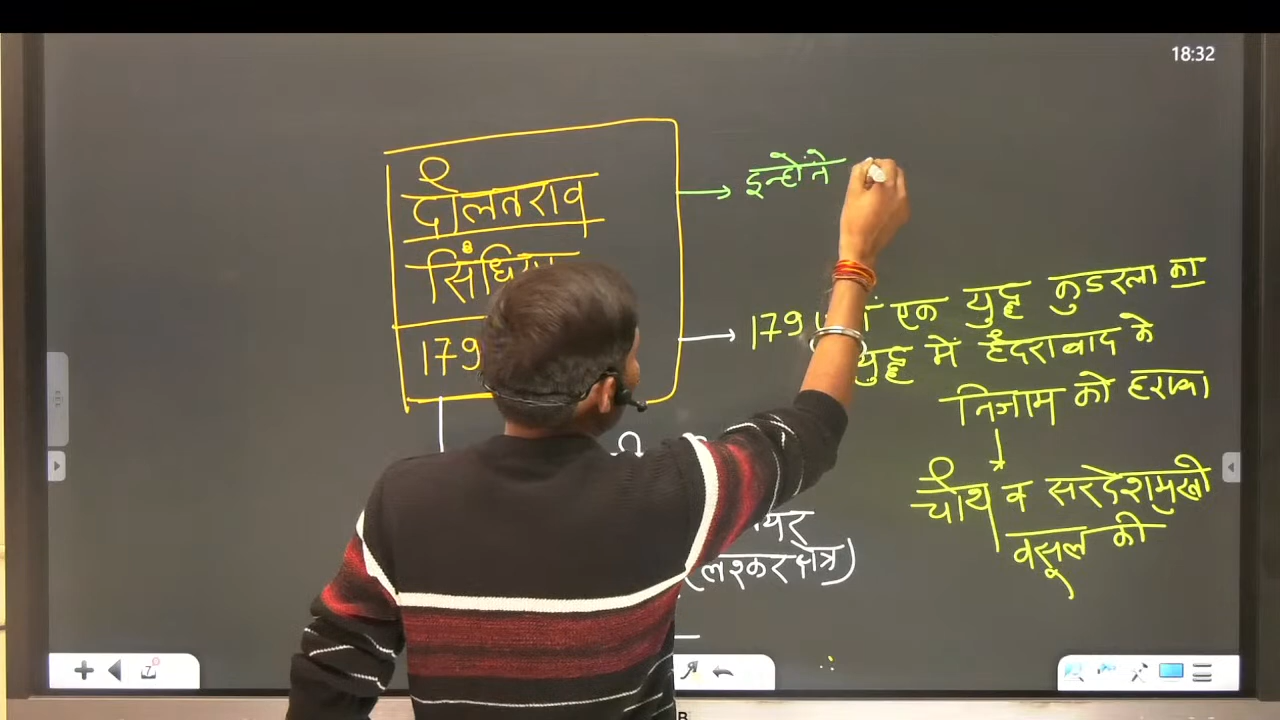 18:32
दौलतराव
सिंधिया
179
इन्होंने
179 एक युद्ध कुडरला का
युद्ध में हैदराबाद के
निजाम को हराका
चौथ व सरदेशमुखी
वसूल की
(लश्कर क्षेत्र)